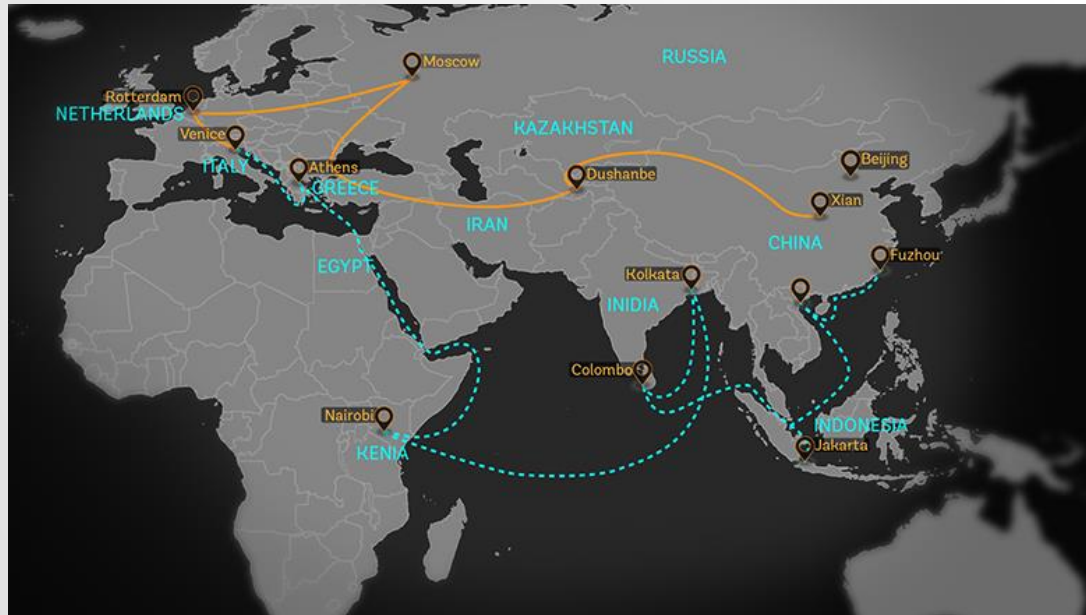 Moscow
RUSSIA
Rotterdam
NETHERLANDS
Venice
KAZAKHSTAN
ITALY
Athens
Beijing
GREECE
Dushanbe
Xian
IRAN
CHINA
EGYPT
Fuzhou
Kolkata
INIDIA
Colombo
Nairobi
INDONESIA
KENIA
Jakarta